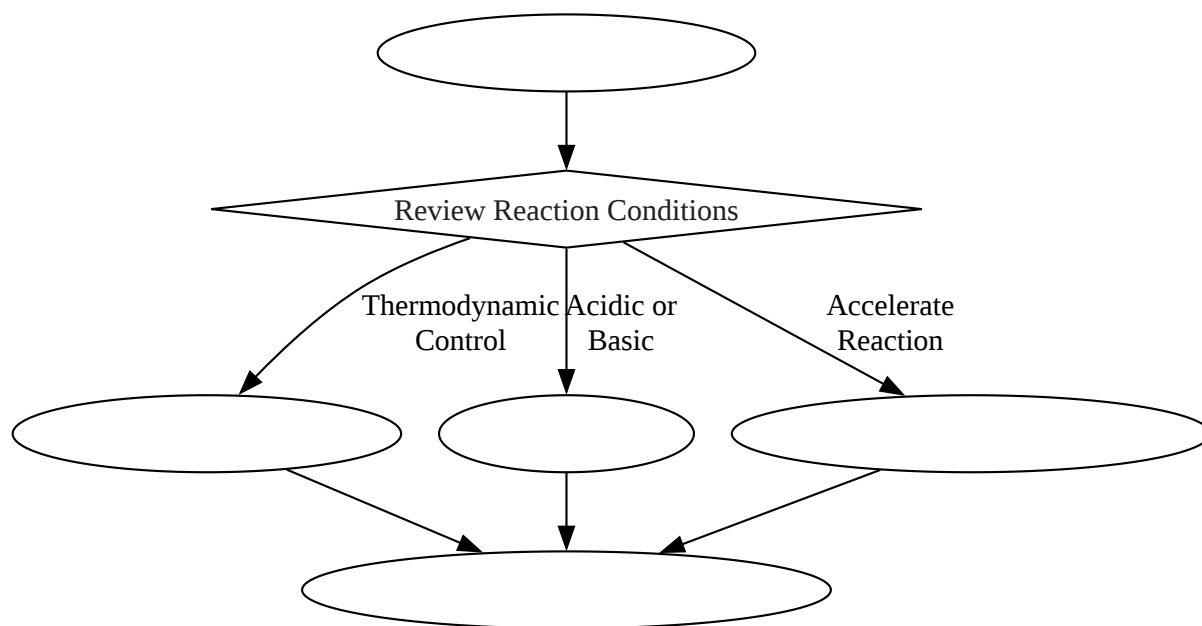 Review Reaction Conditions
Thermodynamic
Control
Acidic or
Basic
Accelerate
Reaction